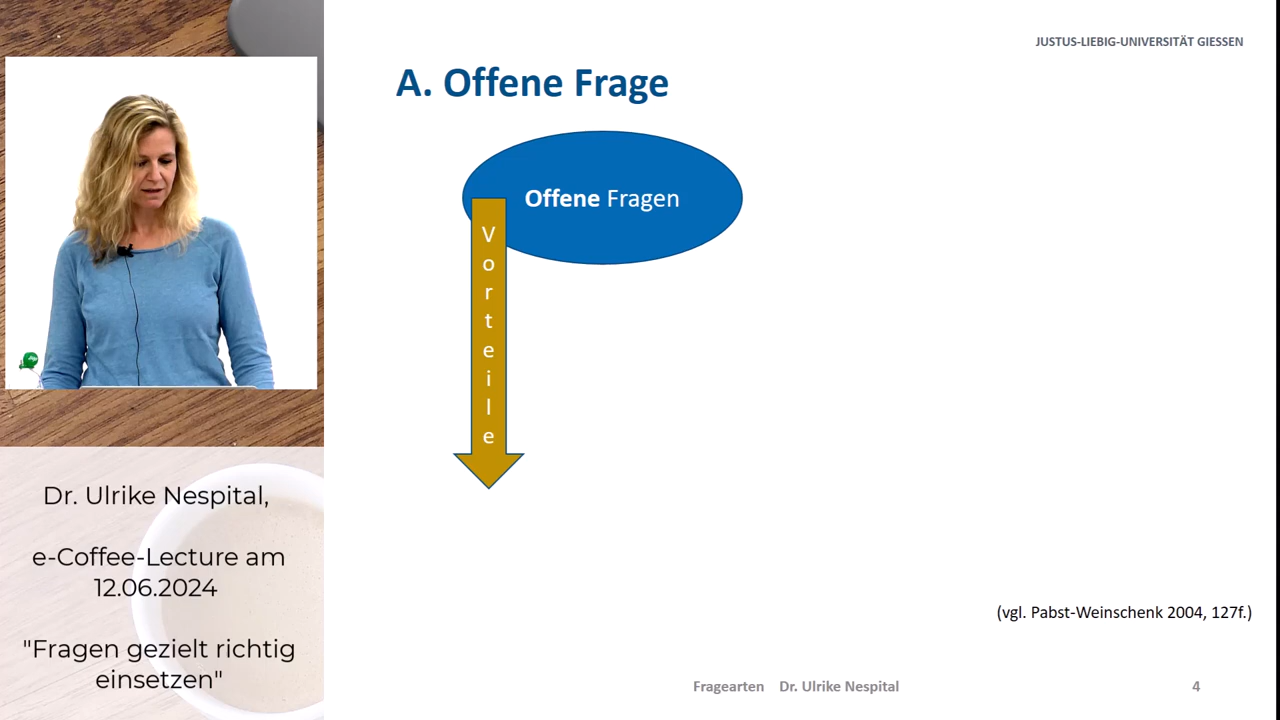 JUSTUS-LIEBIG-UNIVERSITÄT GIESSEN
A. Offene Frage
Offene Fragen
Vorteile
(vgl. Pabst-Weinschenk 2004, 127f.)
Fragearten Dr. Ulrike Nespital 4
Dr. Ulrike Nespital,
e-Coffee-Lecture am
12.06.2024
"Fragen gezielt richtig
einsetzen"